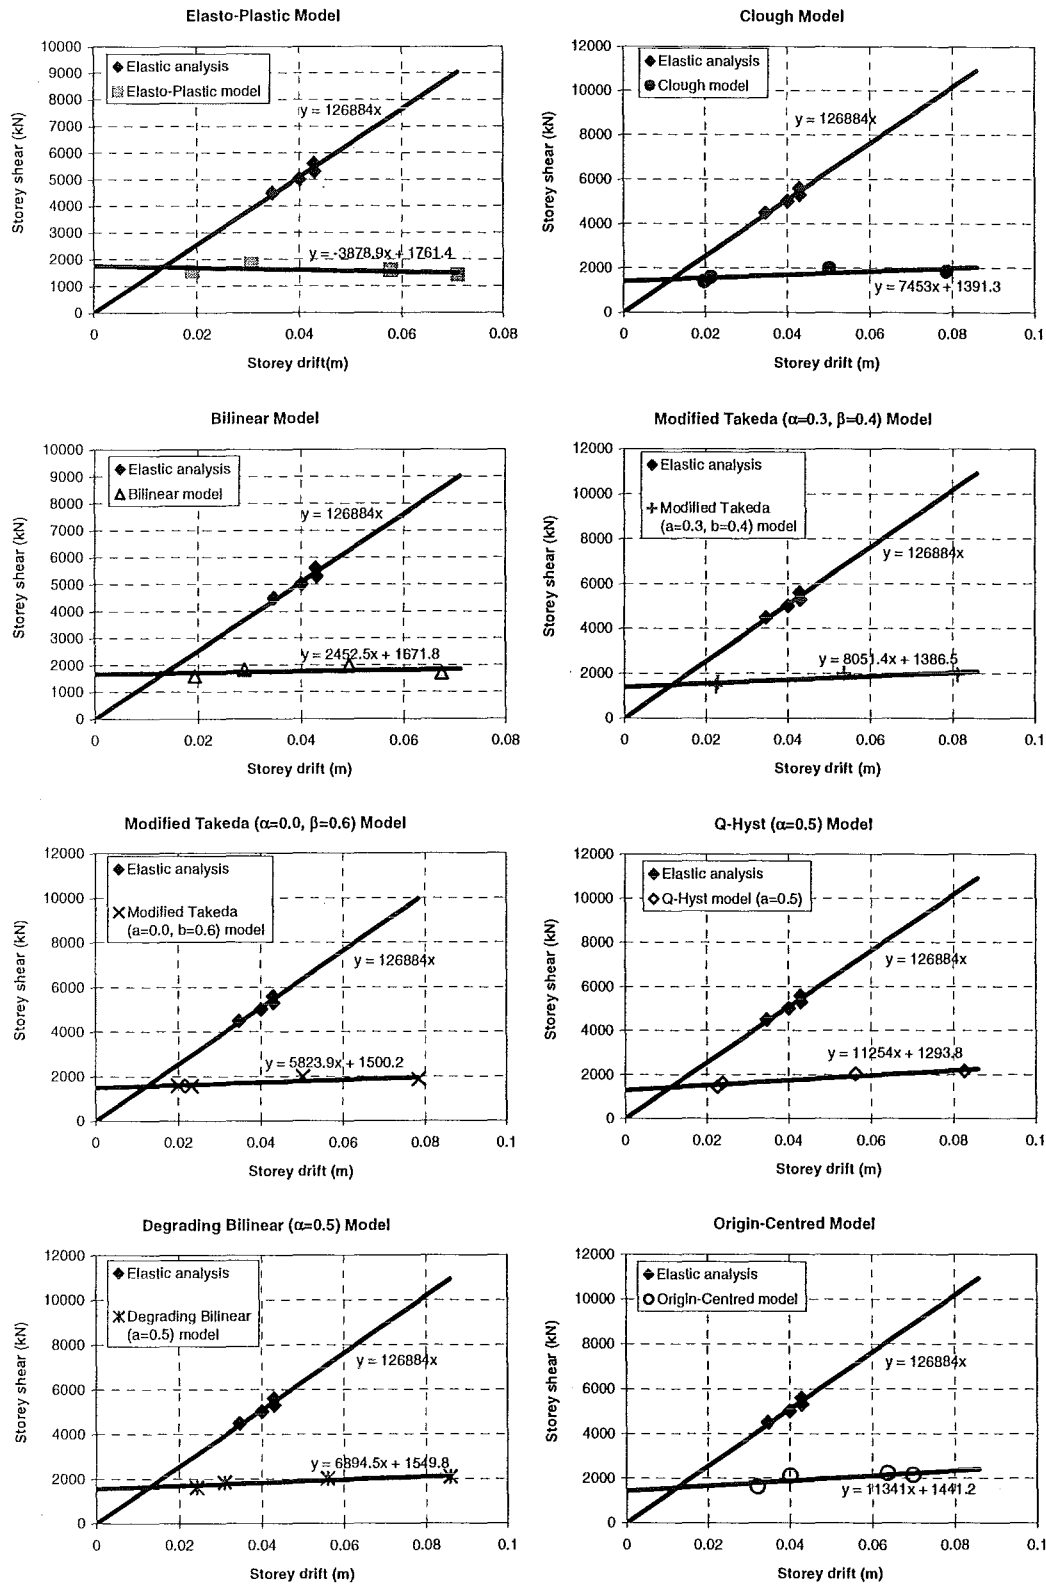 Elasto-Plastic Model
10000
9000
8000
7000
6000
5000
4000
3000
2000
1000
0
Storey shear (kN)
Elastic analysis
Elasto-Plastic model
y = 126884x
y = -3878.9x + 1761.4
0 0.02 0.04 0.06 0.08
Storey drift(m)
Clough Model
12000
10000
8000
6000
4000
2000
0
Storey shear (kN)
Elastic analysis
Clough model
y = 126884x
y = 7453x + 1391.3
0 0.02 0.04 0.06 0.08 0.1
Storey drift (m)
Bilinear Model
10000
9000
8000
7000
6000
5000
4000
3000
2000
1000
0
Storey shear (kN)
Elastic analysis
Bilinear model
y = 126884x
y = 2452.5x + 1671.8
0 0.02 0.04 0.06 0.08
Storey drift (m)
Modified Takeda (α=0.3, β=0.4) Model
12000
10000
8000
6000
4000
2000
0
Storey shear (kN)
Elastic analysis
Modified Takeda
(a=0.3, b=0.4) model
y = 126884x
y = 8051.4x + 1386.5
0 0.02 0.04 0.06 0.08 0.1
Storey drift (m)
Modified Takeda (α=0.0, β=0.6) Model
12000
10000
8000
6000
4000
2000
0
Storey shear (kN)
Elastic analysis
Modified Takeda
(a=0.0, b=0.6) model
y = 126884x
y = 5823.9x + 1500.2
0 0.02 0.04 0.06 0.08 0.1
Storey drift (m)
Q-Hyst (α=0.5) Model
12000
10000
8000
6000
4000
2000
0
Storey shear (kN)
Elastic analysis
Q-Hyst model (a=0.5)
y = 126884x
y = 11254x + 1293.8
0 0.02 0.04 0.06 0.08 0.1
Storey drift (m)
Degrading Bilinear (α=0.5) Model
12000
10000
8000
6000
4000
2000
0
Storey shear (kN)
Elastic analysis
Degrading Bilinear
(a=0.5) model
y = 126884x
y = 6894.5x + 1549.8
0 0.02 0.04 0.06 0.08 0.1
Storey drift (m)
Origin-Centred Model
12000
10000
8000
6000
4000
2000
0
Storey shear (kN)
Elastic analysis
Origin-Centred model
y = 126884x
y = 11341x + 1441.2
0 0.02 0.04 0.06 0.08 0.1
Storey drift (m)